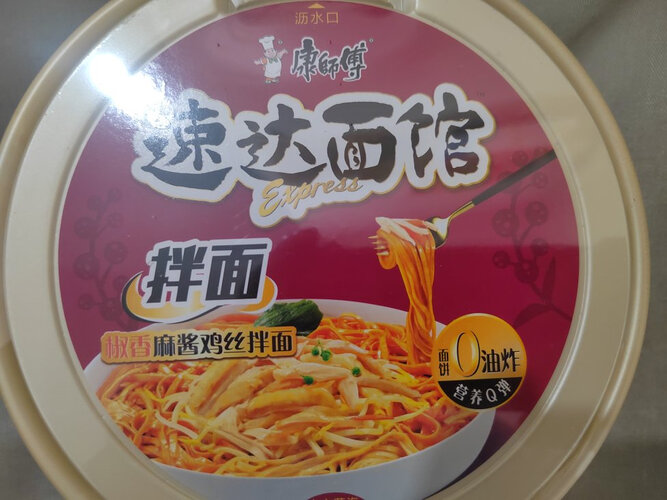 沥水口
康師傅
速达面馆
Express
拌面
椒香麻酱鸡丝拌面
面饼 0 油炸
营养Q弹